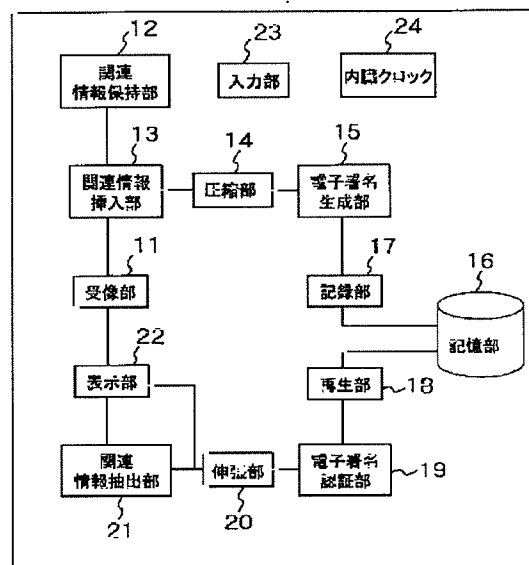 12
関連
情報保持部
23
入力部
24
内臓クロック
13
関連情報
挿入部
14
圧縮部
15
電子署名
生成部
11
受像部
17
記録部
16
記憶部
22
表示部
再生部
18
関連
情報抽出部
21
伸張部
20
電子署名
認証部
19